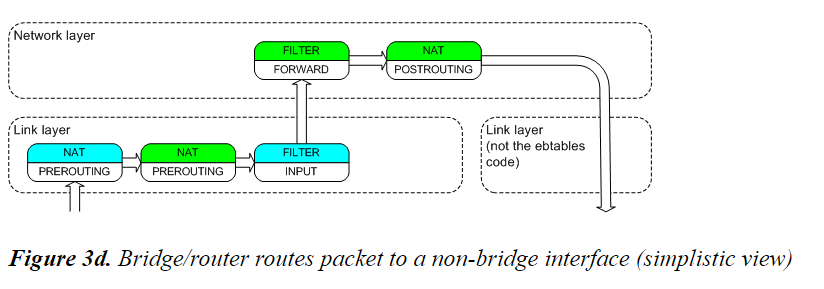 Network layer
FILTER
FORWARD
NAT
POSTROUTING
Link layer
NAT
PREROUTING
NAT
PREROUTING
FILTER
INPUT
Link layer
(not the ebtables
code)
Figure 3d. Bridge/router routes packet to a non-bridge interface (simplistic view)